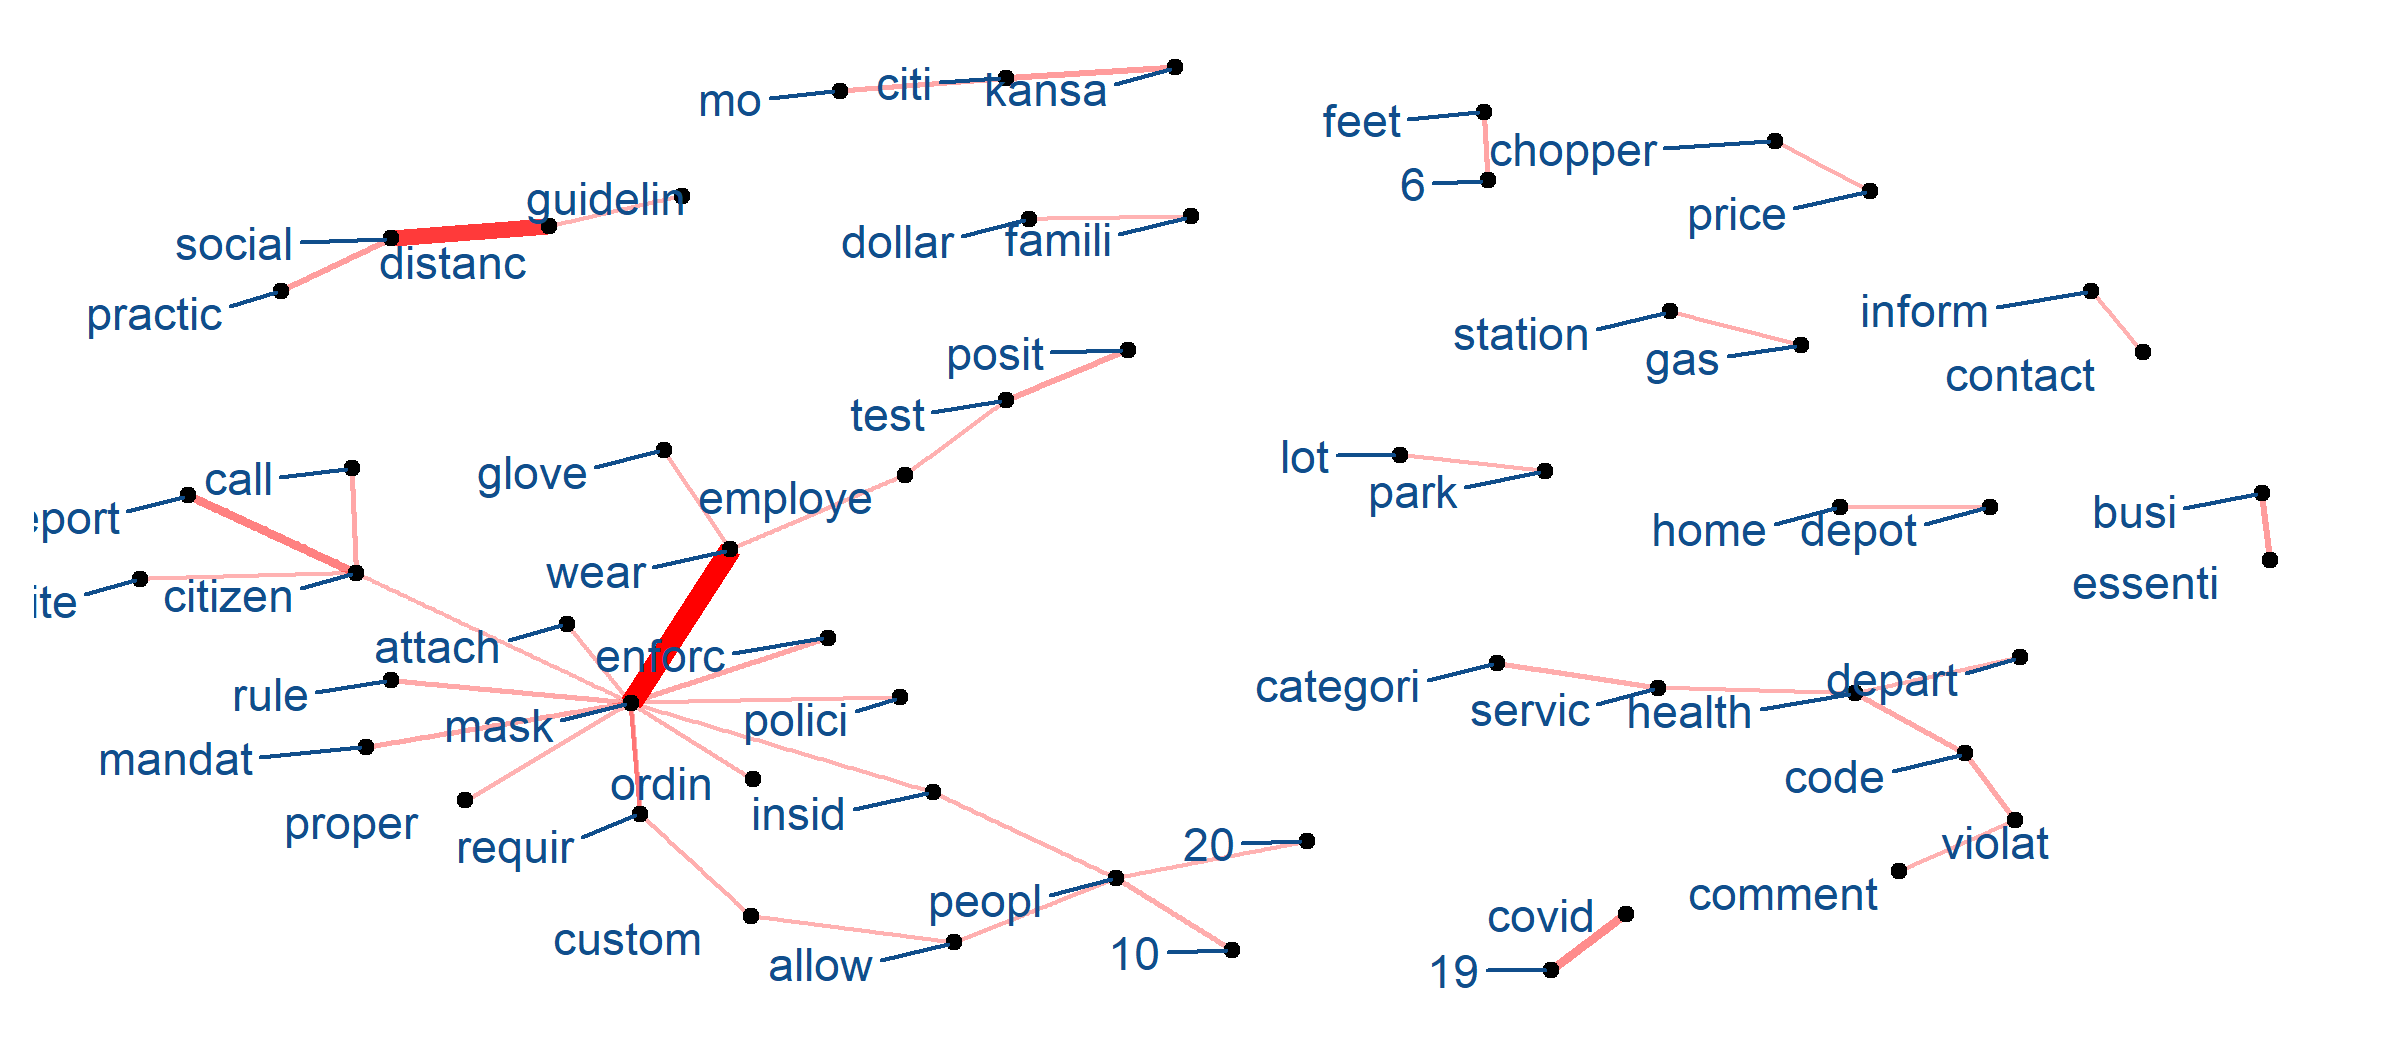 mo
citi
kansa
feet
chopper
6
price
guidelin
social
distanc
practic
dollar
famili
station
gas
inform
contact
posit
test
call
eport
glove
employe
lot
park
home
depot
busi
essenti
wear
ite
citizen
attach
enforc
rule
mask
polici
mandat
categori
servic
health
depart
code
violat
comment
ordin
insid
proper
requir
20
peopl
custom
allow
10
covid
19